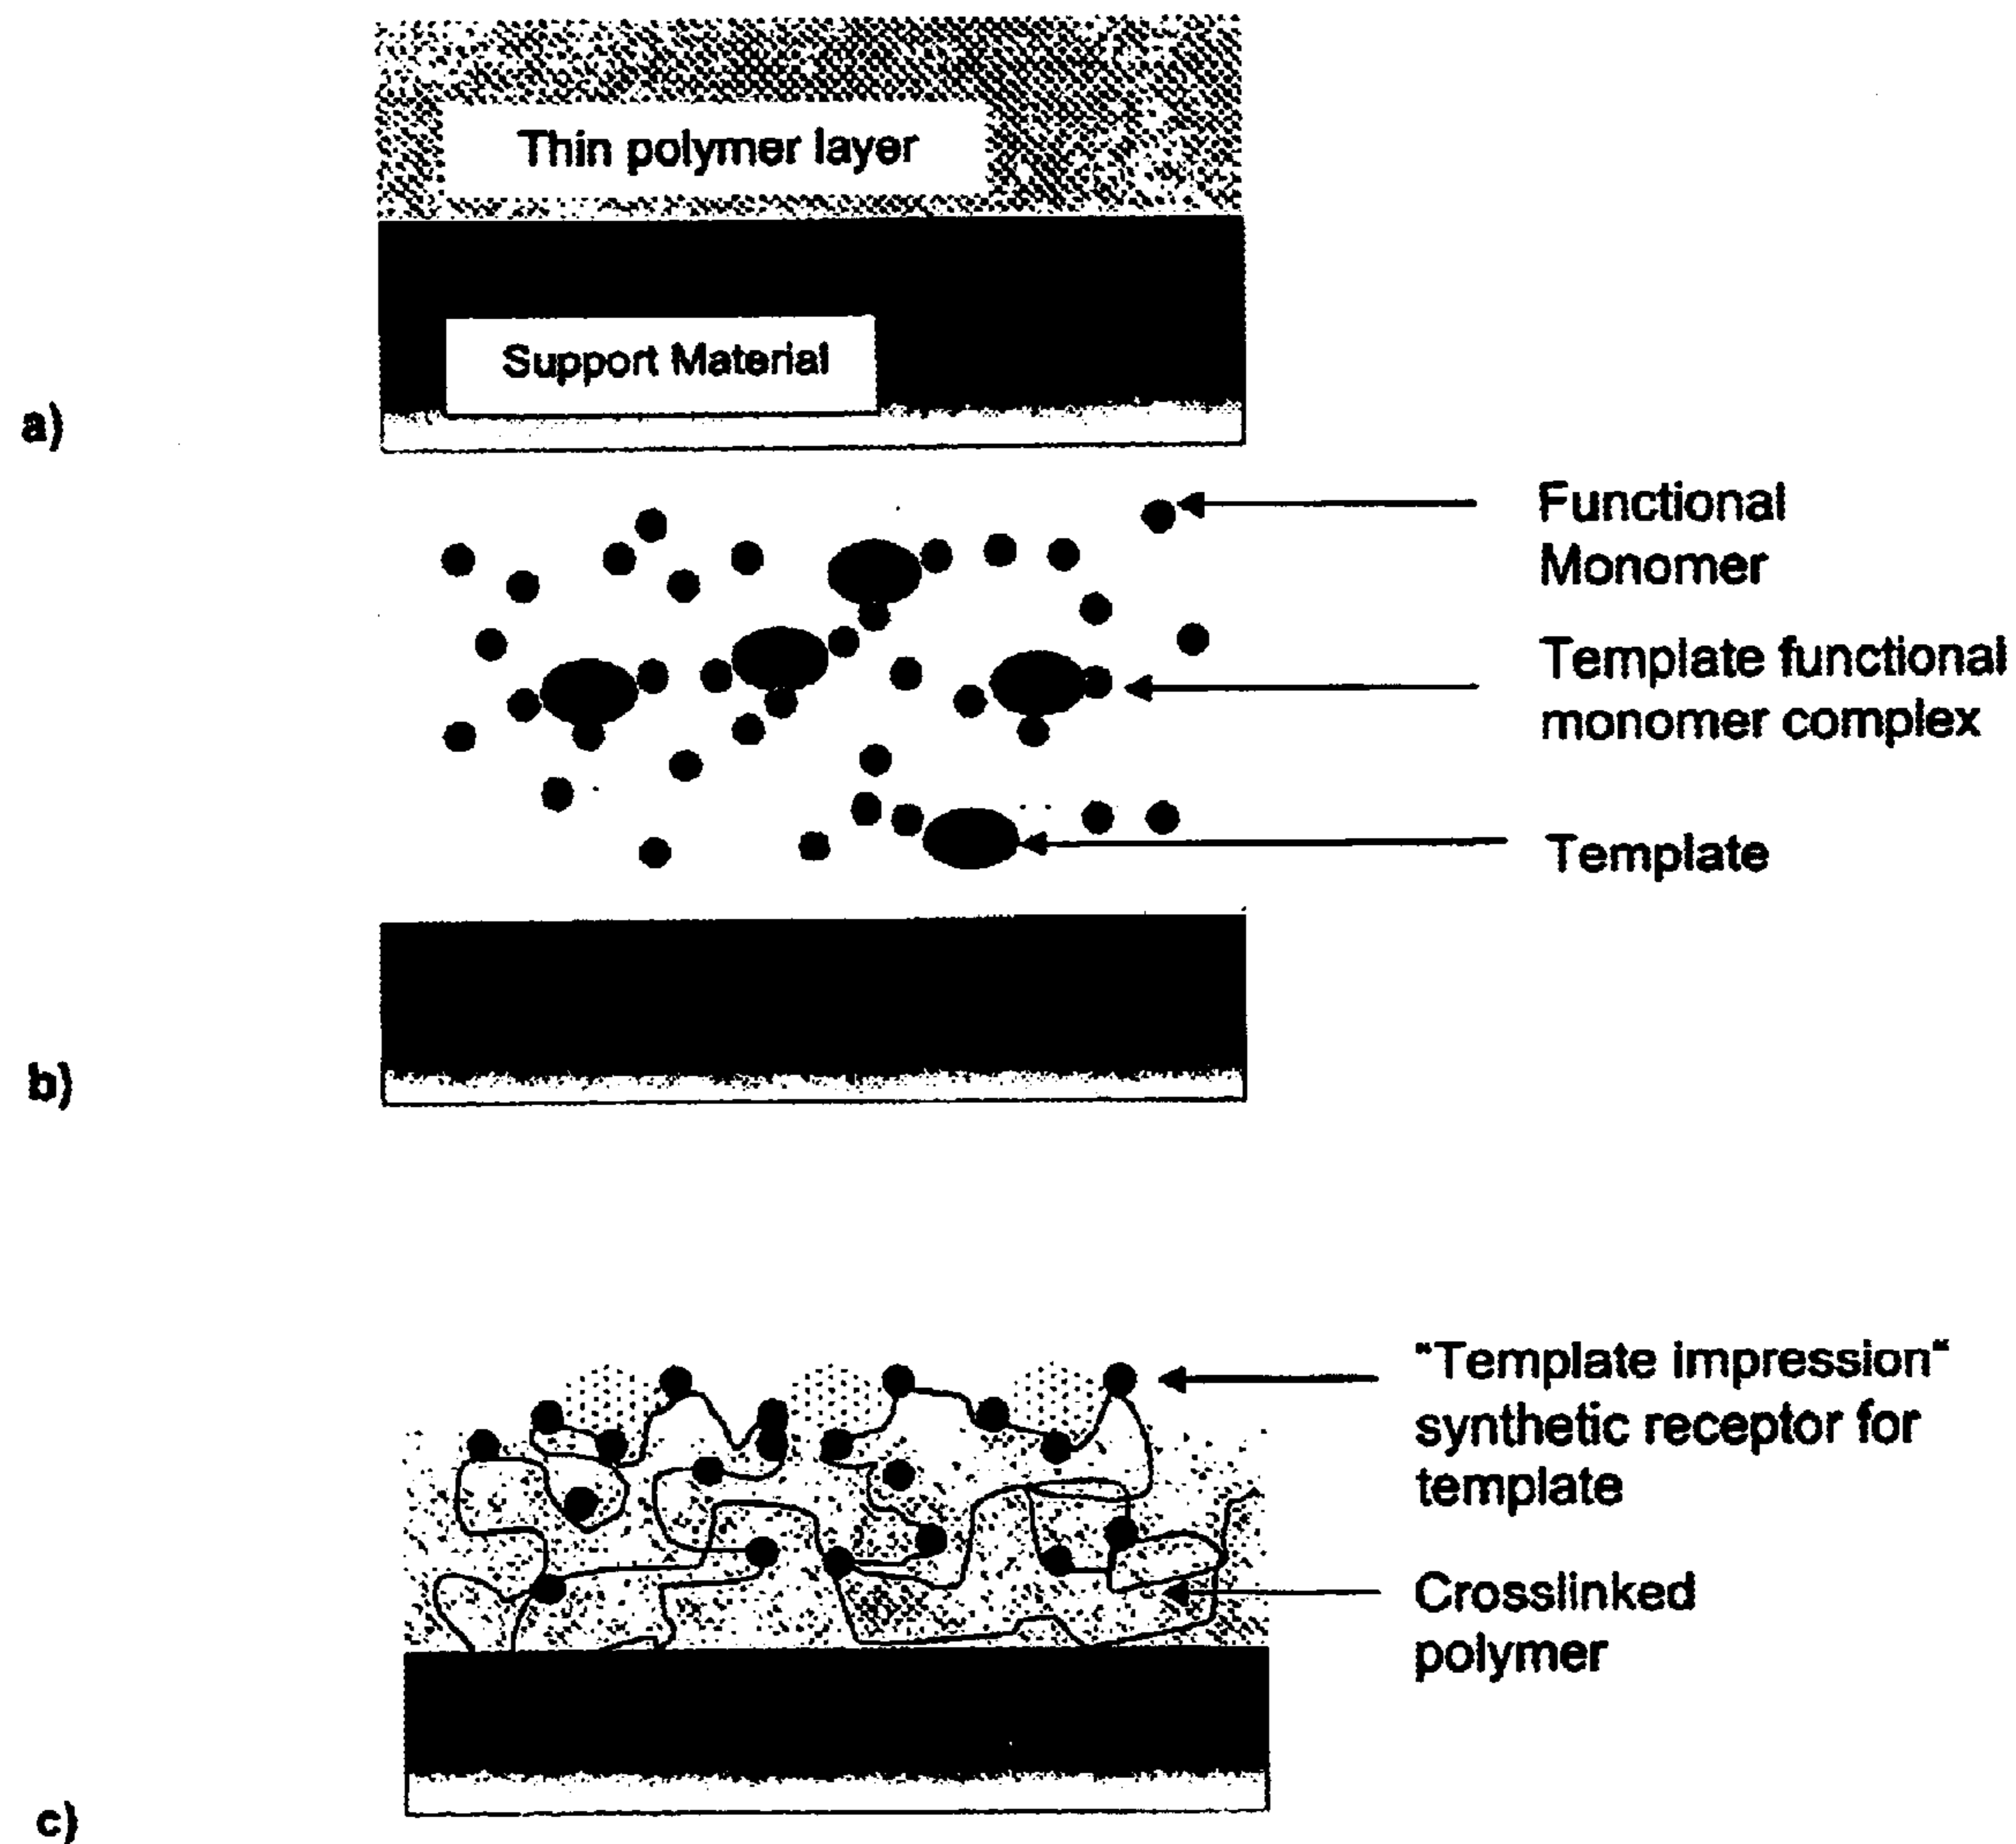 Thin polymer layer
Support Material
a)
Functional
Monomer
Template functional
monomer complex
Template
b)
"Template impression“
synthetic receptor for
template
Crosslinked
polymer
c)